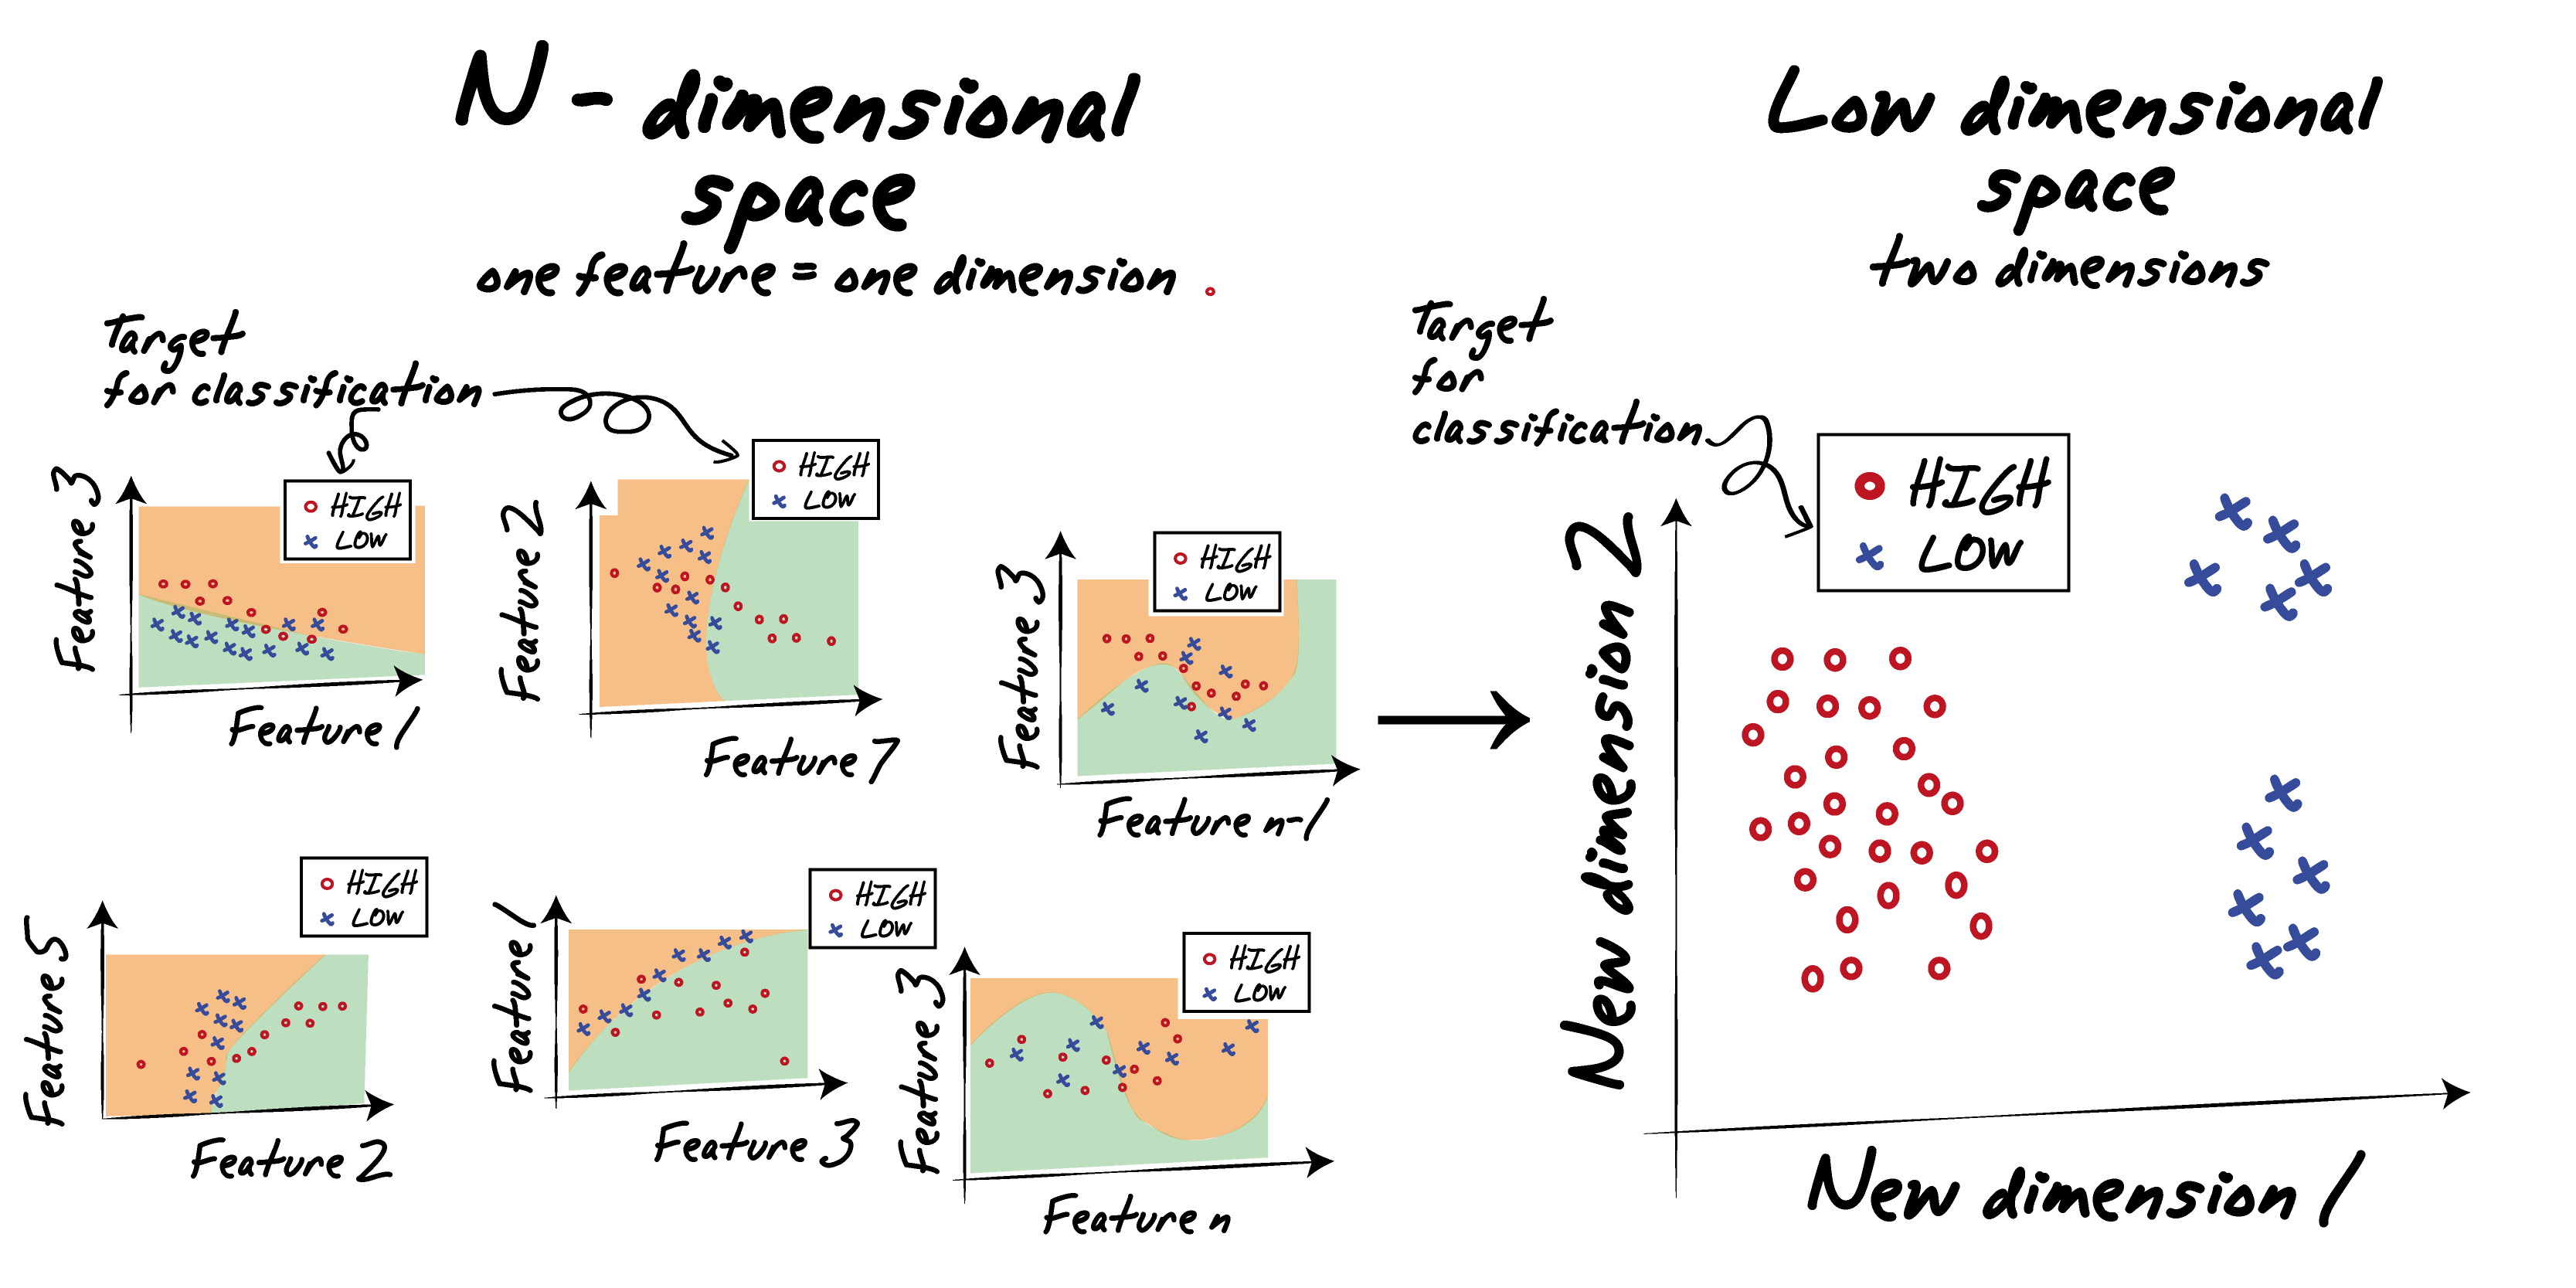 N - dimensional
space
one feature = one dimension
Target
for classification
Feature 3
HIGH
LOW
Feature 1
Feature 2
HIGH
LOW
Feature 7
Feature 3
HIGH
LOW
Feature n-1
Feature 5
HIGH
LOW
Feature 2
Feature 1
HIGH
LOW
Feature 3
Feature 3
HIGH
LOW
Feature n
Low dimensional
space
two dimensions
Target
for
classification
HIGH
LOW
New dimension 2
New dimension 1